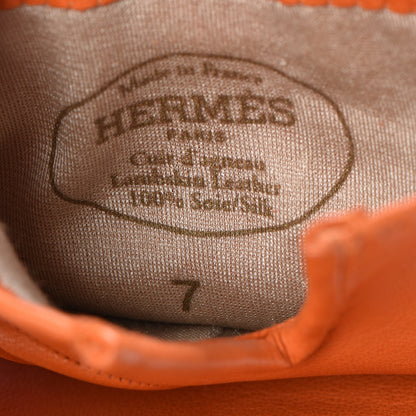 Made in France
HERMÈS
PARIS
Cuir d'agneau
Lambskin Leather
100% Soie/Silk
7